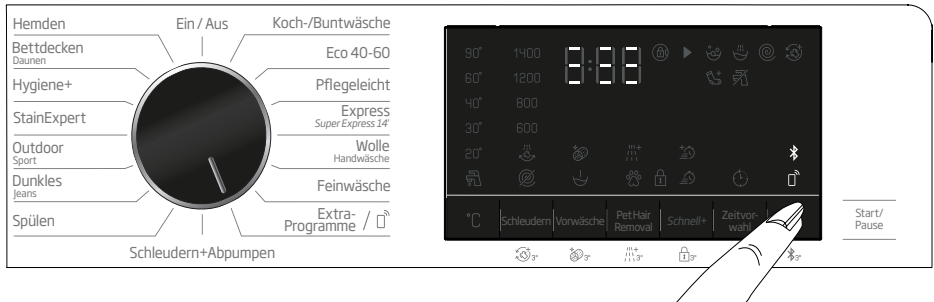 Hemden
Bettdecken
Daunen
Hygiene+
StainExpert
Outdoor
Sport
Dunkles
Jeans
Spülen
Ein / Aus
Schleudern+Abpumpen
Koch-/Buntwäsche
Eco 40-60
Pflegeleicht
Express
Super Express 14'
Wolle
Handwäsche
Feinwäsche
Extra-
Programme /
90° 1400
60° 1200
40° 800
30° 600
20°
°C Schleudern Vorwäsche Pet Hair Removal Schnell+ Zeitvor-wahl
3" 3" 3" 3" 3"
Start/
Pause